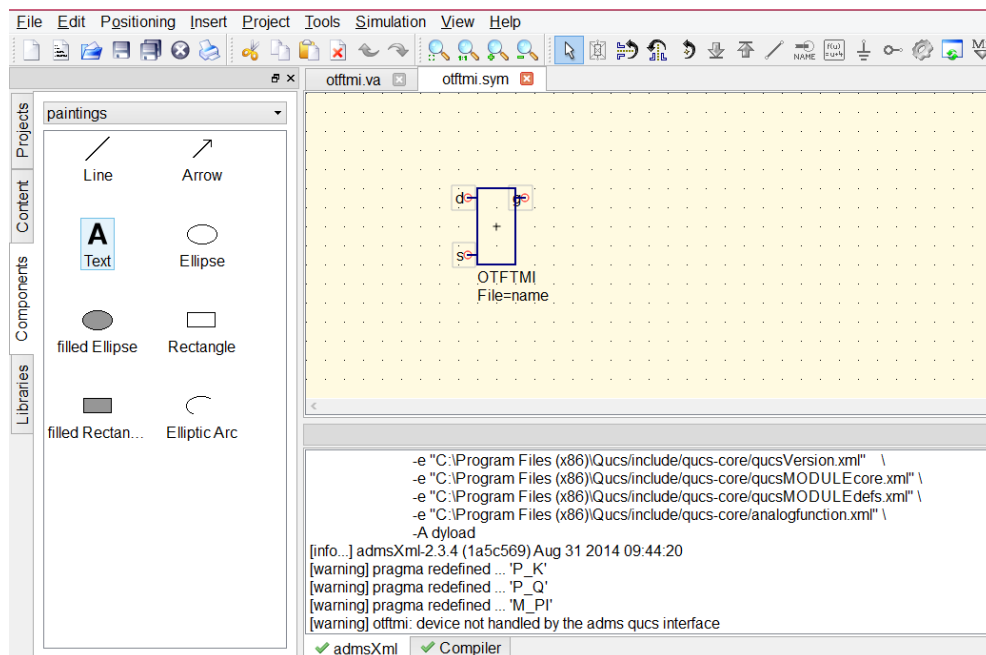 File Edit Positioning Insert Project Tools Simulation View Help
1:1
NAME
f(ω)
otftmi.va
otftmi.sym
Projects
Content
Components
Libraries
paintings
Line
Arrow
A
Text
Ellipse
filled Ellipse
Rectangle
filled Rectan...
Elliptic Arc
d
g
s
OTFTMI
File=name
-e "C:\Program Files (x86)\Qucs/include/qucs-core/qucsVersion.xml" \
-e "C:\Program Files (x86)\Qucs/include/qucs-core/qucsMODULEcore.xml" \
-e "C:\Program Files (x86)\Qucs/include/qucs-core/qucsMODULEdefs.xml" \
-e "C:\Program Files (x86)\Qucs/include/qucs-core/analogfunction.xml" \
-A dyload
[info...] admsXml-2.3.4 (1a5c569) Aug 31 2014 09:44:20
[warning] pragma redefined ... 'P_K'
[warning] pragma redefined ... 'P_Q'
[warning] pragma redefined ... 'M_PI'
[warning] otftmi: device not handled by the adms qucs interface
admsXml
Compiler